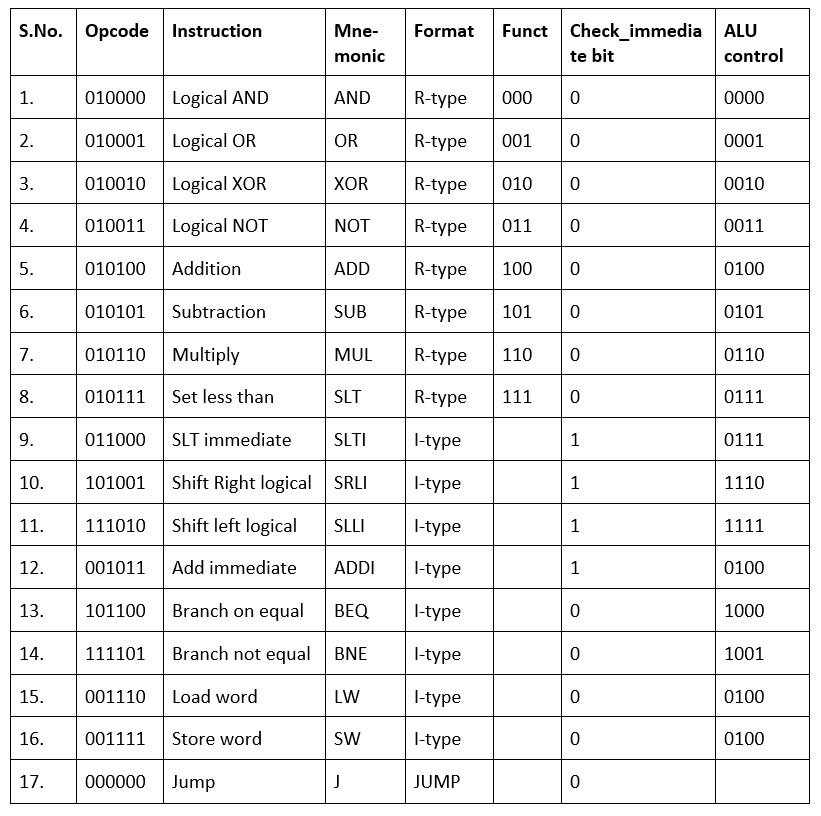 S.No. Opcode Instruction Mne- Format Funct Check_immedia ALU
monic te bit control
1. 010000 Logical AND AND R-type 000 0 0000
2. 010001 Logical OR OR R-type 001 0 0001
3. 010010 Logical XOR XOR R-type 010 0 0010
4. 010011 Logical NOT NOT R-type 011 0 0011
5. 010100 Addition ADD R-type 100 0 0100
6. 010101 Subtraction SUB R-type 101 0 0101
7. 010110 Multiply MUL R-type 110 0 0110
8. 010111 Set less than SLT R-type 111 0 0111
9. 011000 SLT immediate SLTI I-type 1 0111
10. 101001 Shift Right logical SRLI I-type 1 1110
11. 111010 Shift left logical SLLI I-type 1 1111
12. 001011 Add immediate ADDI I-type 1 0100
13. 101100 Branch on equal BEQ I-type 0 1000
14. 111101 Branch not equal BNE I-type 0 1001
15. 001110 Load word LW I-type 0 0100
16. 001111 Store word SW I-type 0 0100
17. 000000 Jump J JUMP 0